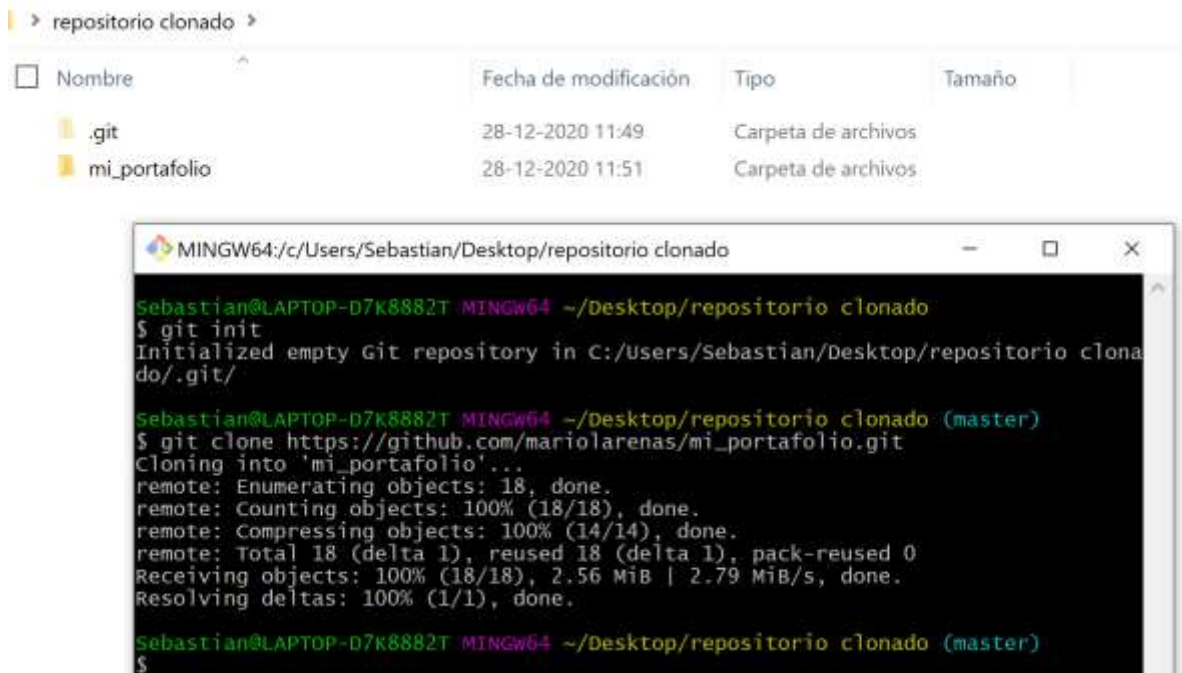 repositorio clonado
Nombre Fecha de modificación Tipo Tamaño
.git 28-12-2020 11:49 Carpeta de archivos
mi_portafolio 28-12-2020 11:51 Carpeta de archivos
MINGW64:/c/Users/Sebastian/Desktop/repositorio clonado
Sebastian@LAPTOP-D7K8882T MINGW64 ~/Desktop/repositorio clonado
$ git init
Initialized empty Git repository in C:/Users/Sebastian/Desktop/repositorio clona
do/.git/
Sebastian@LAPTOP-D7K8882T MINGW64 ~/Desktop/repositorio clonado (master)
$ git clone https://github.com/mariolarenas/mi_portafolio.git
Cloning into 'mi_portafolio'...
remote: Enumerating objects: 18, done.
remote: Counting objects: 100% (18/18), done.
remote: Compressing objects: 100% (14/14), done.
remote: Total 18 (delta 1), reused 18 (delta 1), pack-reused 0
Receiving objects: 100% (18/18), 2.56 MiB | 2.79 MiB/s, done.
Resolving deltas: 100% (1/1), done.
Sebastian@LAPTOP-D7K8882T MINGW64 ~/Desktop/repositorio clonado (master)
$